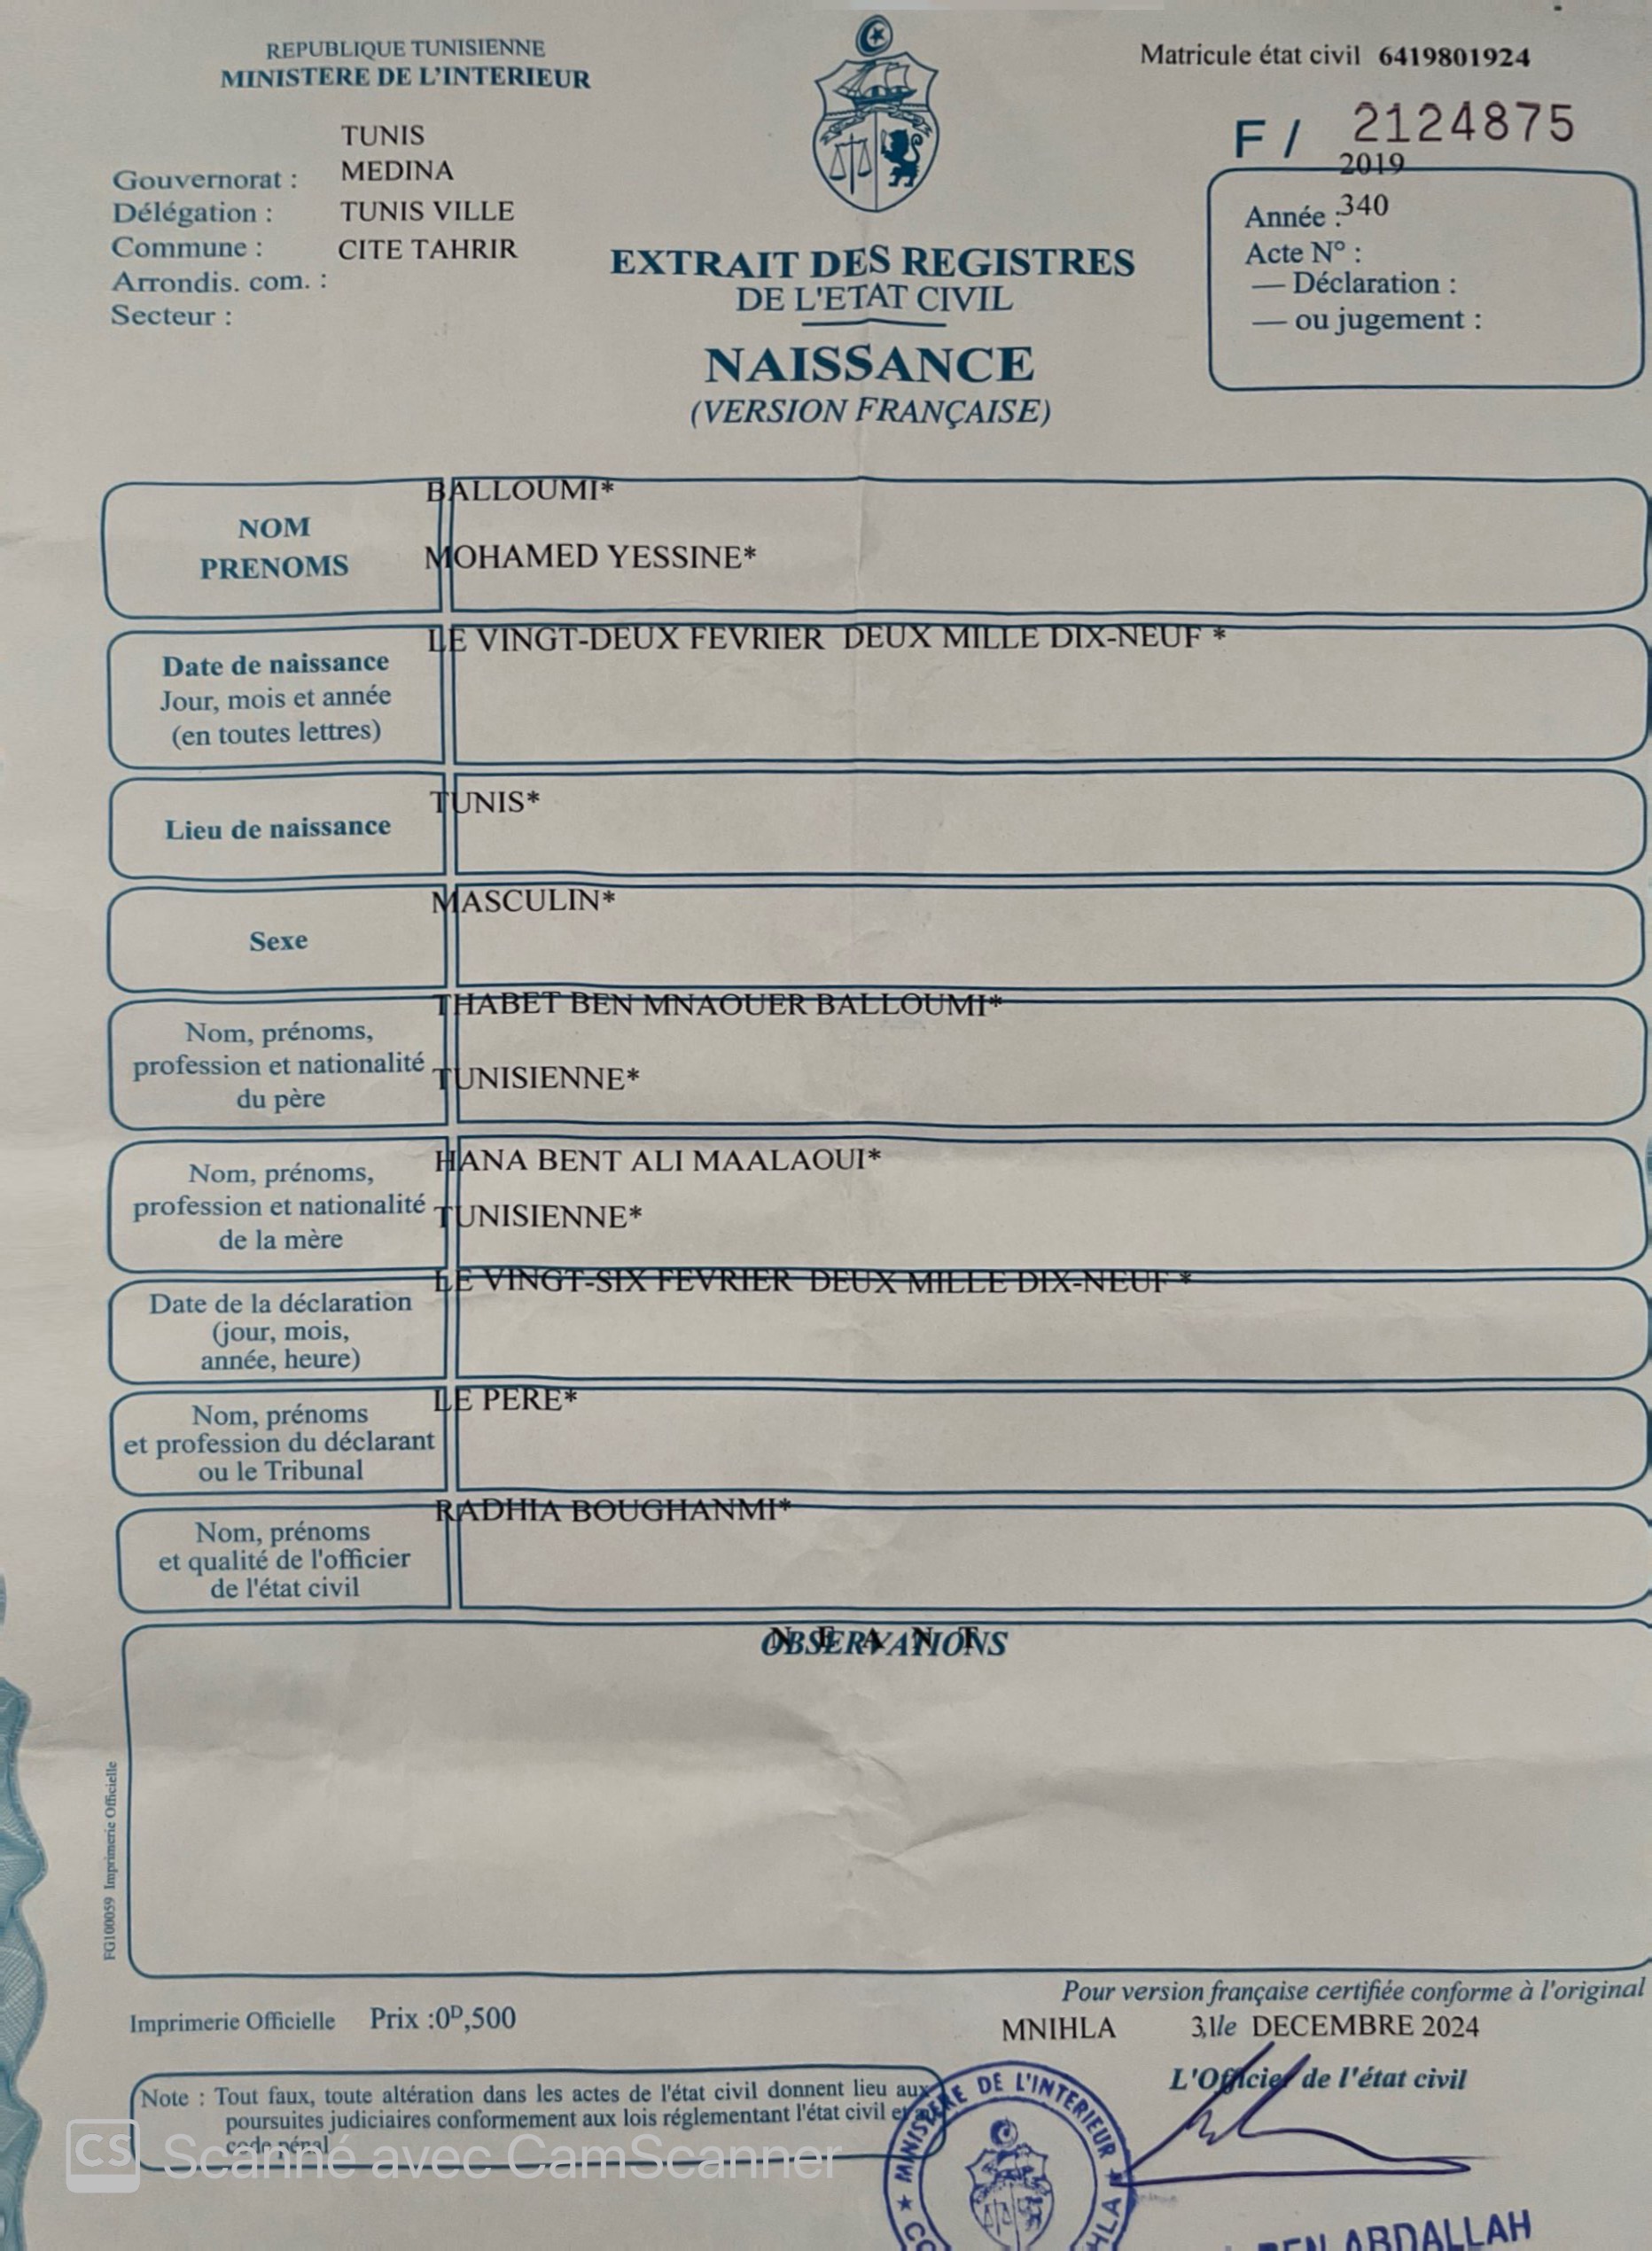 REPUBLIQUE TUNISIENNE
MINISTERE DE L'INTERIEUR
Matricule état civil 6419801924
F / 2124875
TUNIS
Gouvernorat : MEDINA
Délégation : TUNIS VILLE
Commune : CITE TAHRIR
Arrondis. com. :
Secteur :
2019
Année : 340
Acte N° :
— Déclaration :
— ou jugement :
EXTRAIT DES REGISTRES
DE L'ETAT CIVIL
NAISSANCE
(VERSION FRANÇAISE)
NOM
PRENOMS
BALLOUMI*
MOHAMED YESSINE*
Date de naissance
Jour, mois et année
(en toutes lettres)
LE VINGT-DEUX FEVRIER DEUX MILLE DIX-NEUF *
Lieu de naissance
TUNIS*
Sexe
MASCULIN*
Nom, prénoms,
profession et nationalité
du père
THABET BEN MNAOUER BALLOUMI*
TUNISIENNE*
Nom, prénoms,
profession et nationalité
de la mère
HANA BENT ALI MAALAOUI*
TUNISIENNE*
Date de la déclaration
(jour, mois,
année, heure)
LE VINGT-SIX FEVRIER DEUX MILLE DIX-NEUF *
Nom, prénoms
et profession du déclarant
ou le Tribunal
LE PERE*
Nom, prénoms
et qualité de l'officier
de l'état civil
RADHIA BOUGHANMI*
OBSERVATIONS
N E A N T
FG100059 Imprimerie Officielle
Pour version française certifiée conforme à l'original
Imprimerie Officielle Prix :0ᴰ,500
MNIHLA 31 le DECEMBRE 2024
L'Officier de l'état civil
Note : Tout faux, toute altération dans les actes de l'état civil donnent lieu aux
poursuites judiciaires conformement aux lois réglementant l'état civil et
code pénal
MINISTERE DE L'INTERIEUR
CS Scanné avec CamScanner
BEN ABDALLAH